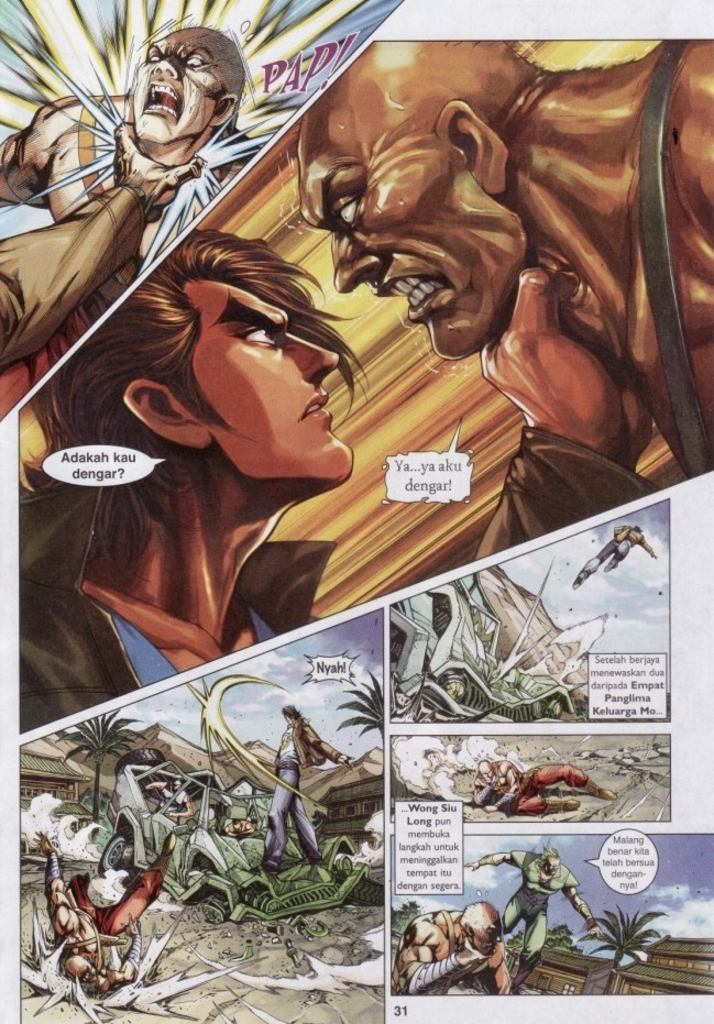 PAP!
Adakah kau
dengar?
Ya...ya aku
dengar!
Setelah berjaya
menewaskan dua
daripada Empat
Panglima
Keluarga Mo...
Nyah!
...Wong Siu
Long pun
membuka
langkah untuk
meninggalkan
tempat itu
dengan segera.
Malang
benar kita
telah bersua
dengan-
nya!
31